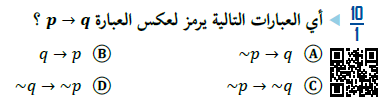 10/1 أي العبارات التالية يرمز لعكس العبارة p → q ؟
A ~p → q B q → p
C ~p → ~q D ~q → ~p